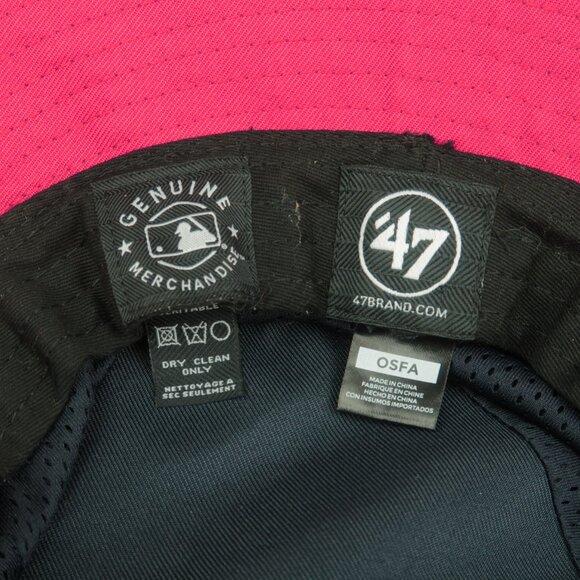 GENUINE
MERCHANDISE
47
47BRAND.COM
DRY CLEAN
ONLY
NETTOYAGE A
SEC SEULEMENT
OSFA
MADE IN CHINA
FABRIQUE EN CHINE
HECHO EN CHINA
CON INSUMOS IMPORTADOS